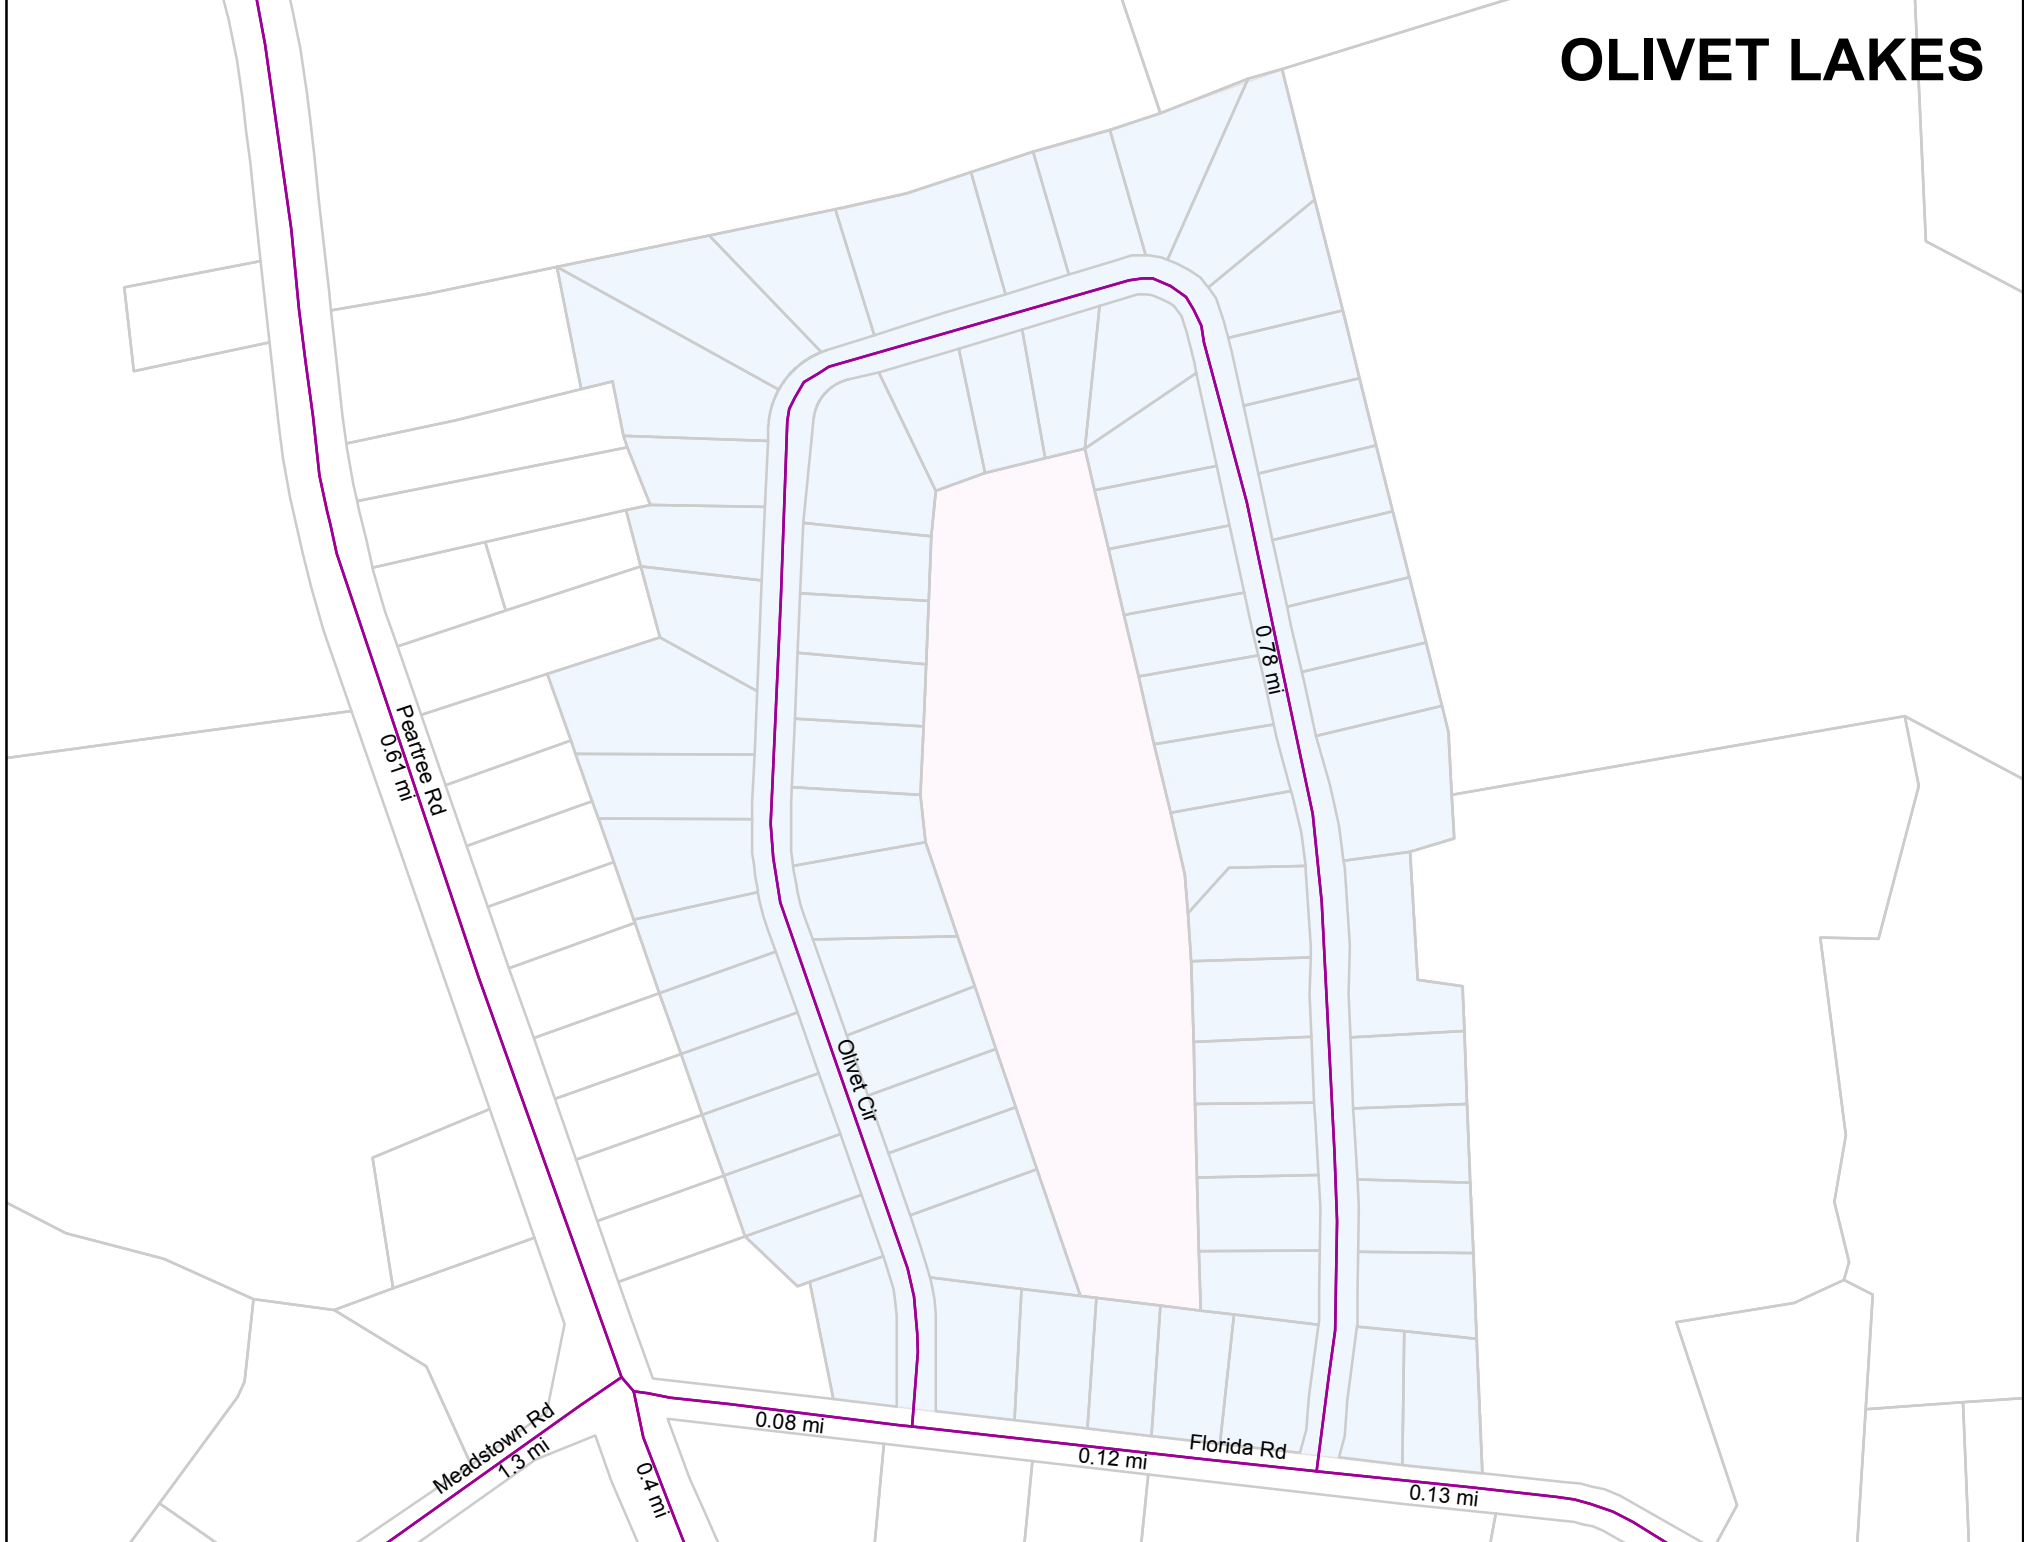 OLIVET LAKES
0.78 mi
Peartree Rd
0.61 mi
Olivet Cir
Meadstown Rd
1.3 mi
0.4 mi
0.08 mi
Florida Rd
0.12 mi
0.13 mi